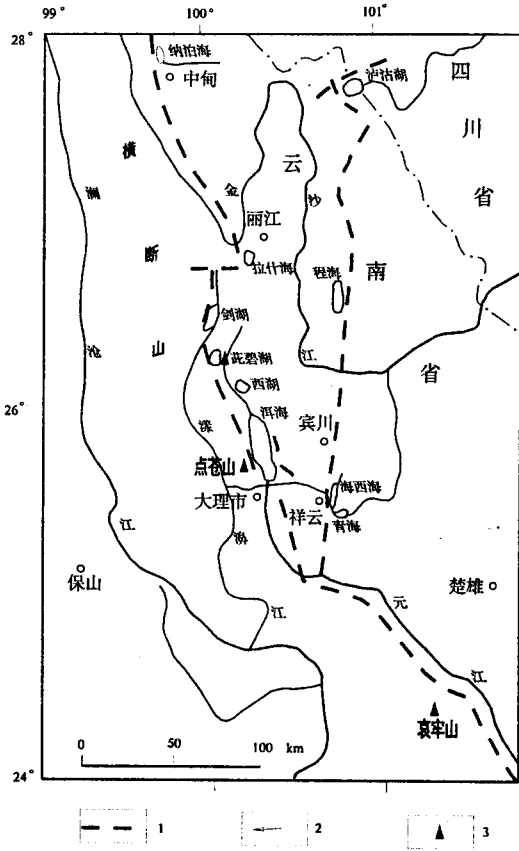 99° 100° 101°
28°
纳泊海
中甸
泸沽湖
四川省
横断山
澜沧江
金沙江
云南省
丽江
拉什海
程海
剑湖
茈碧湖
西湖
洱海
26°
宾川
点苍山
漾濞江
海西海
大理市
祥云
青海
保山
楚雄
元江
哀牢山
0 50 100 km
24°
1 2 3